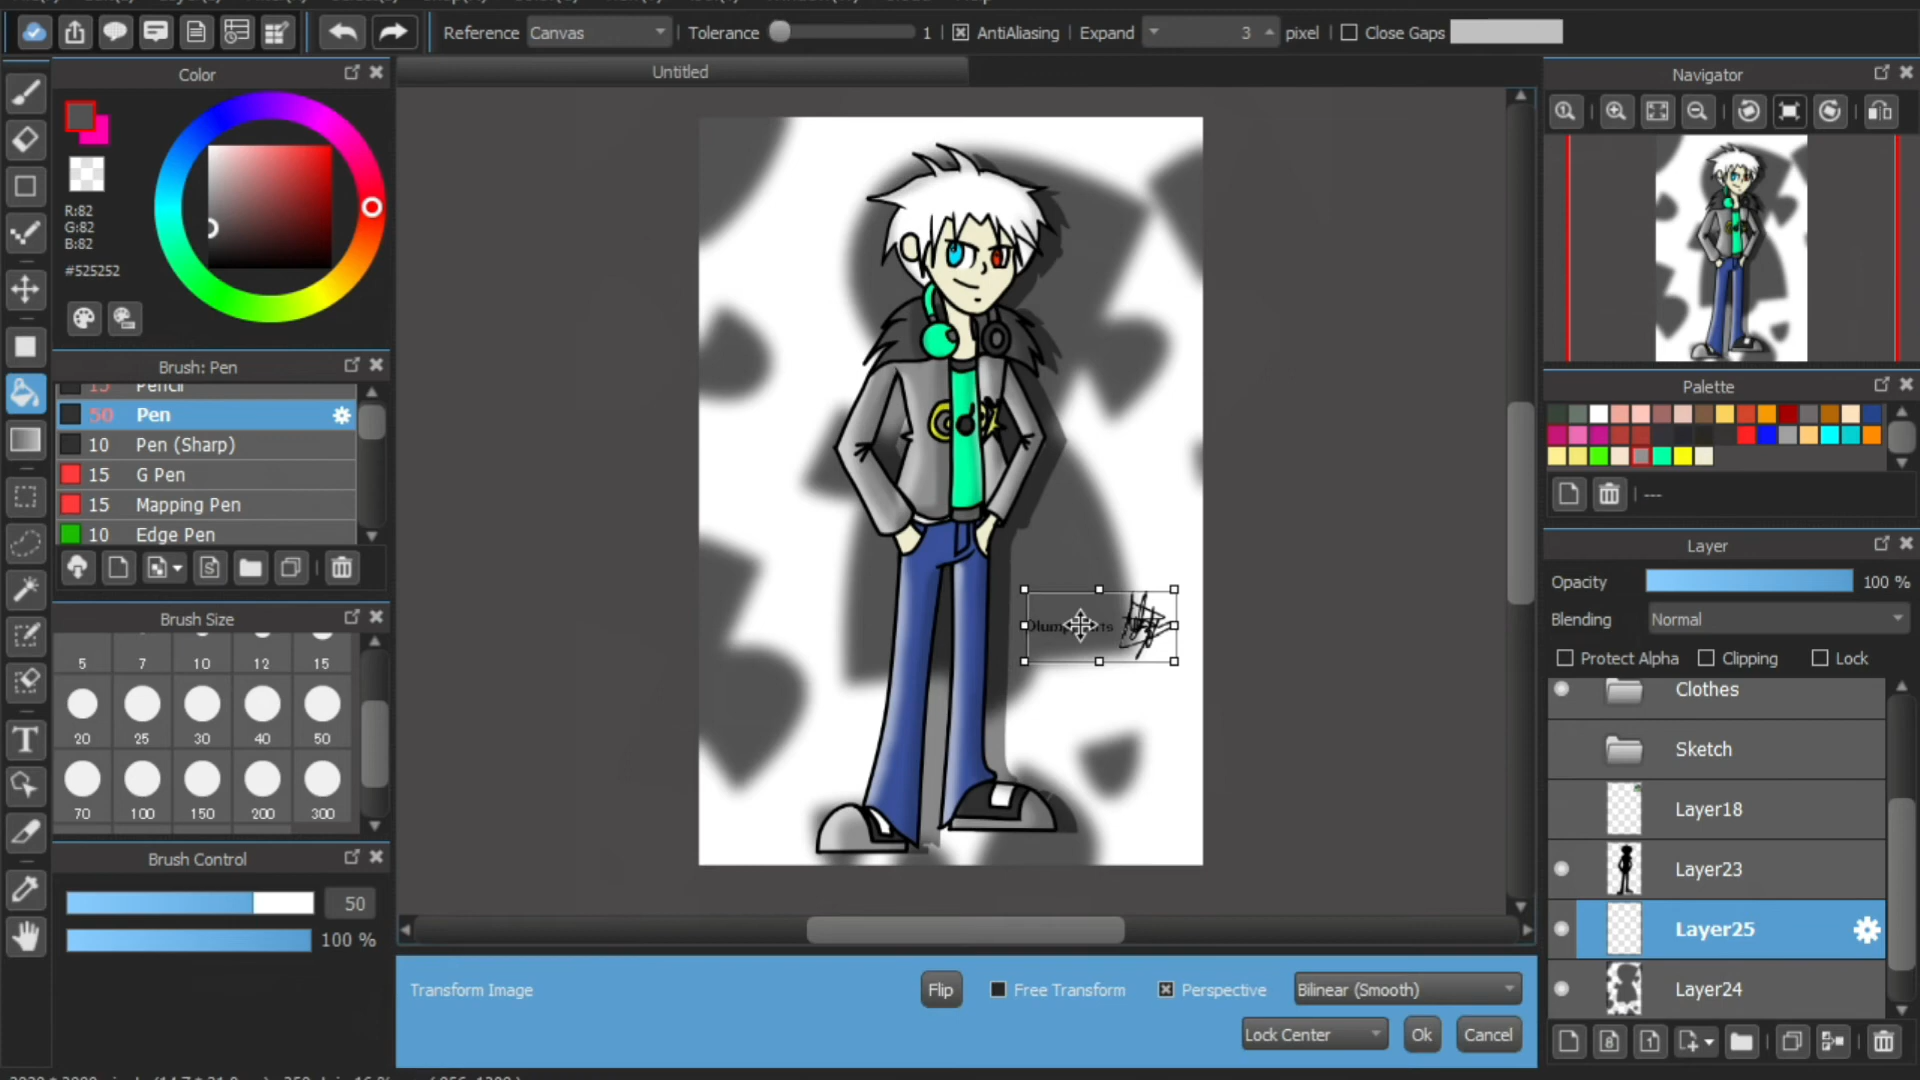 Reference Canvas Tolerance 1 AntiAliasing Expand 3 pixel Close Gaps
Color
Untitled
Navigator
R:82
G:82
B:82
#525252
Brush: Pen
15 Pencil
50 Pen
10 Pen (Sharp)
15 G Pen
15 Mapping Pen
10 Edge Pen
Palette
---
Layer
Opacity 100 %
Blending Normal
Protect Alpha Clipping Lock
Clothes
Sketch
Layer18
Layer23
Layer25
Layer24
Brush Size
5 7 10 12 15
20 25 30 40 50
70 100 150 200 300
Brush Control
50
100 %
Transform Image Flip Free Transform Perspective Bilinear (Smooth)
Lock Center Ok Cancel